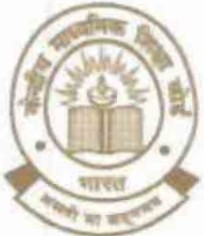 केन्द्रीय माध्यमिक शिक्षा बोर्ड
भारत
असतो मा सद्गमय